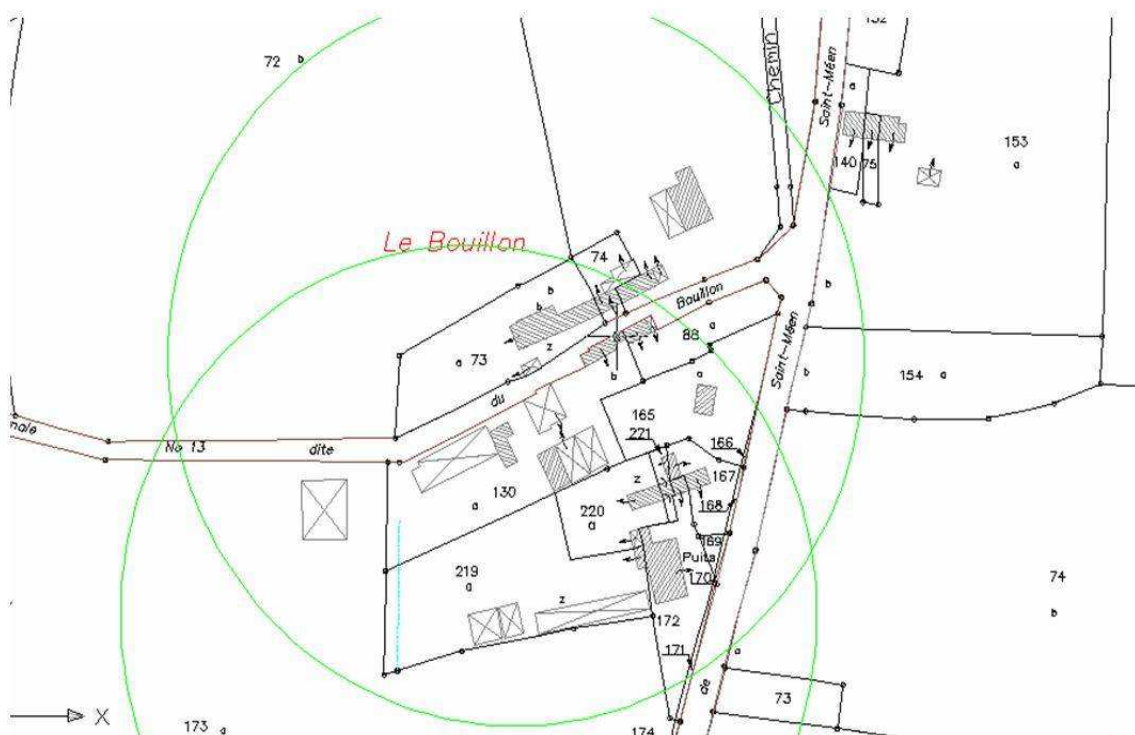 132
72 b
Chemin
Saint-Méen
a
153
a
140 75
Le Bouillon
74
b
b
Bouillon
b
z
a
88
73
a
Saint-Méen
154 a
a
b
b
du
165
nale
No 13
dite
221
166
z
167
130
a
220
a
168
169
Puits
219
a
170
74
b
z
172
171
a
de
73
X
173 a
174